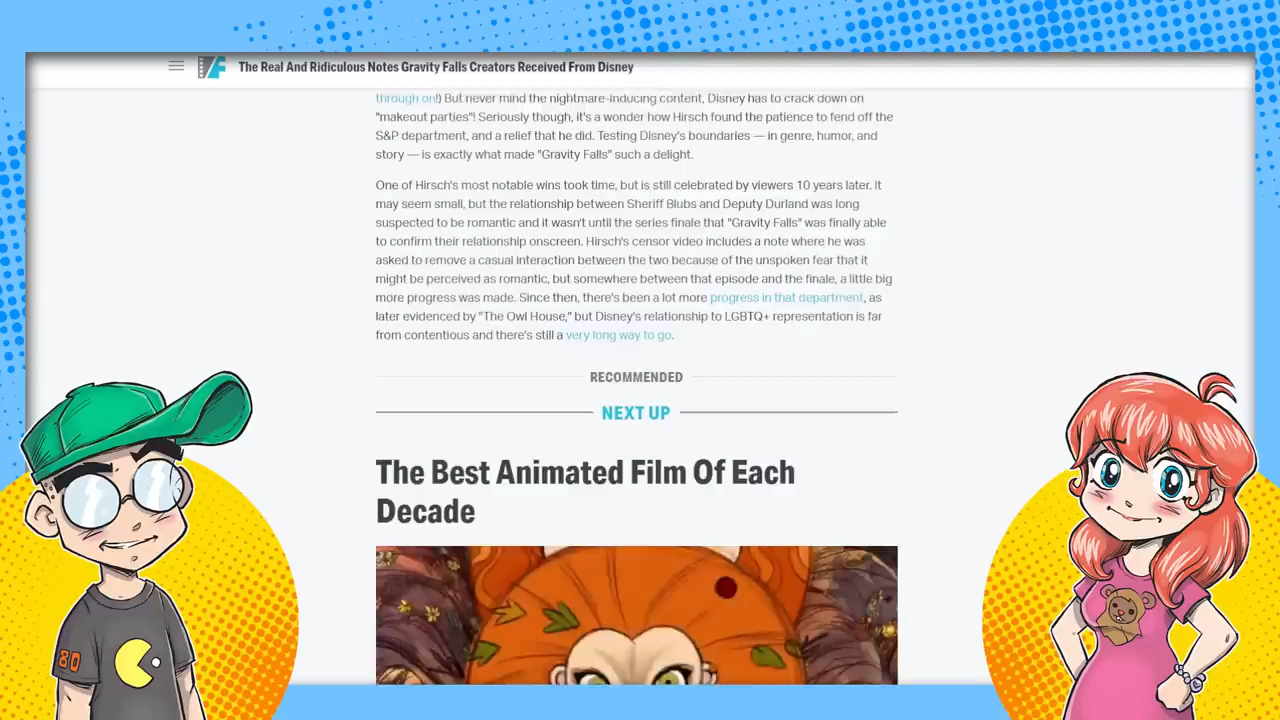 The Real And Ridiculous Notes Gravity Falls Creators Received From Disney
through on!) But never mind the nightmare-inducing content, Disney has to crack down on
"makeout parties"! Seriously though, it's a wonder how Hirsch found the patience to fend off the
S&P department, and a relief that he did. Testing Disney's boundaries — in genre, humor, and
story — is exactly what made "Gravity Falls" such a delight.
One of Hirsch's most notable wins took time, but is still celebrated by viewers 10 years later. It
may seem small, but the relationship between Sheriff Blubs and Deputy Durland was long
suspected to be romantic and it wasn't until the series finale that "Gravity Falls" was finally able
to confirm their relationship onscreen. Hirsch's censor video includes a note where he was
asked to remove a casual interaction between the two because of the unspoken fear that it
might be perceived as romantic, but somewhere between that episode and the finale, a little big
more progress was made. Since then, there's been a lot more progress in that department, as
later evidenced by "The Owl House," but Disney's relationship to LGBTQ+ representation is far
from contentious and there's still a very long way to go.
RECOMMENDED
NEXT UP
The Best Animated Film Of Each
Decade
80